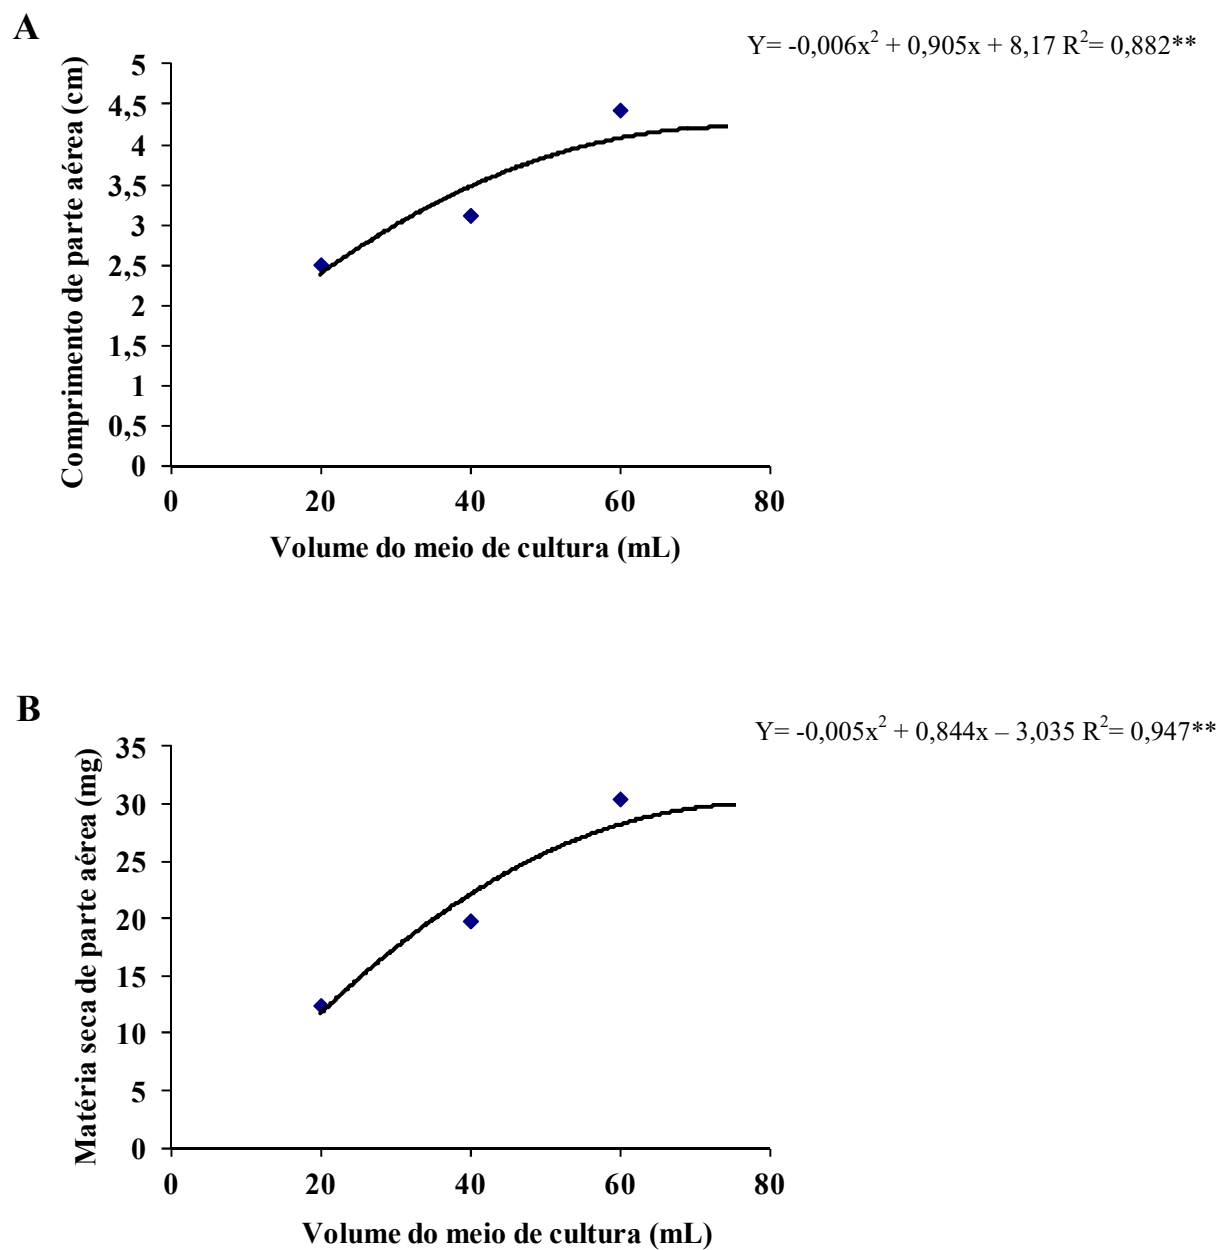 A
Y= -0,006x² + 0,905x + 8,17 R²= 0,882**
Comprimento de parte aérea (cm)
5
4,5
4
3,5
3
2,5
2
1,5
1
0,5
0
0 20 40 60 80
Volume do meio de cultura (mL)
B
Y= -0,005x² + 0,844x – 3,035 R²= 0,947**
Matéria seca de parte aérea (mg)
35
30
25
20
15
10
5
0
0 20 40 60 80
Volume do meio de cultura (mL)